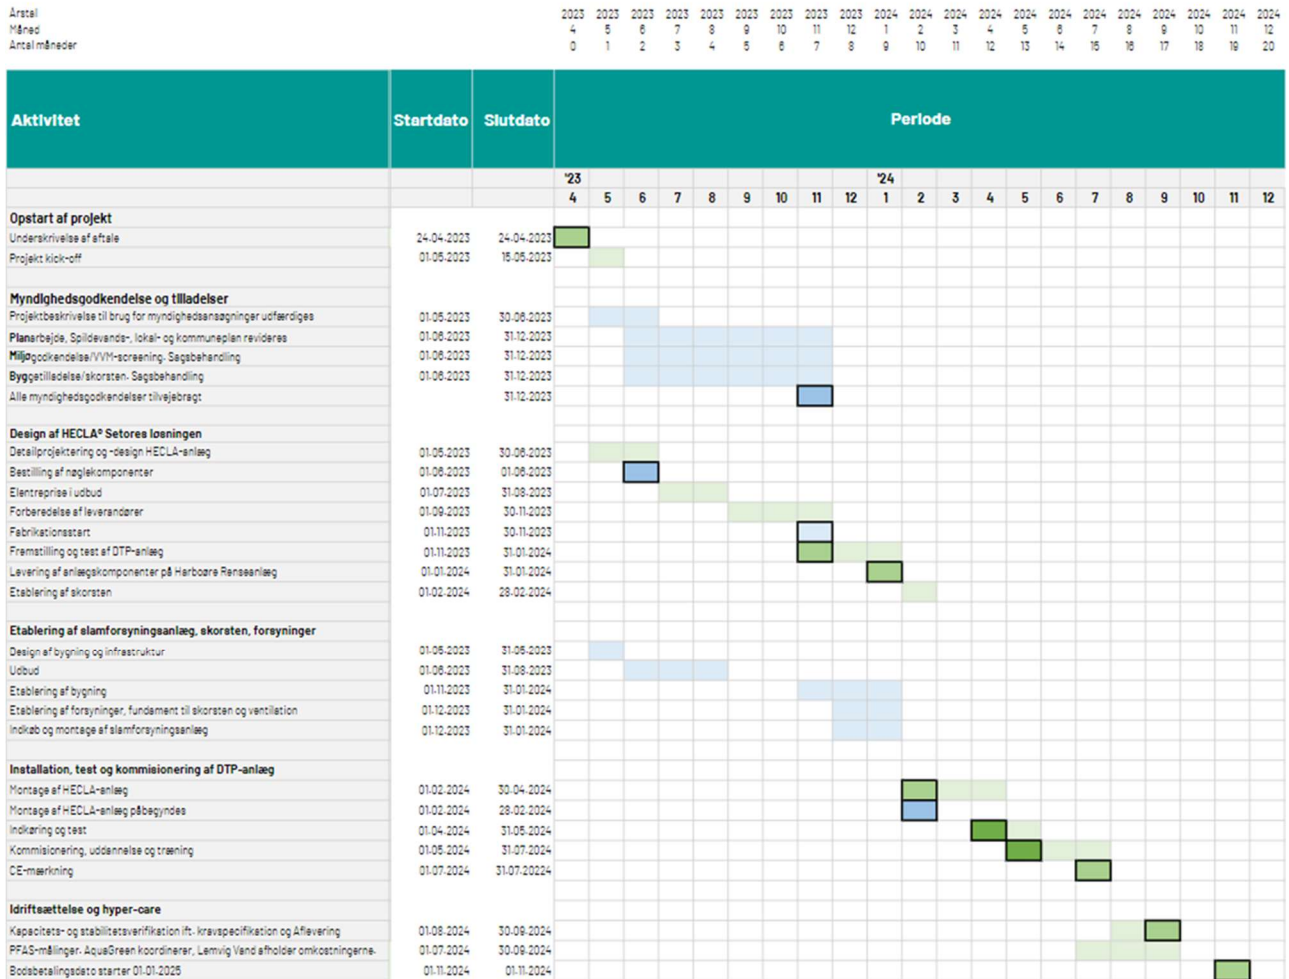 Årstal 2023 2023 2023 2023 2023 2023 2023 2023 2023 2024 2024 2024 2024 2024 2024 2024 2024 2024 2024 2024 2024
Måned 4 5 6 7 8 9 10 11 12 1 2 3 4 5 6 7 8 9 10 11 12
Antal måneder 0 1 2 3 4 5 6 7 8 9 10 11 12 13 14 15 16 17 18 19 20
Aktivitet Startdato Slutdato Periode
'23 '24
4 5 6 7 8 9 10 11 12 1 2 3 4 5 6 7 8 9 10 11 12
Opstart af projekt
Underskrivelse af aftale 24.04.2023 24.04.2023
Projekt kick-off 01.05.2023 15.05.2023
Myndighedsgodkendelse og tilladelser
Projektbeskrivelse til brug for myndighedsansøgninger udfærdiges 01.05.2023 30.06.2023
Planarbejde, Spildevands-, lokal- og kommuneplan revideres 01.06.2023 31.12.2023
Miljøgodkendelse/VVM-screening. Sagsbehandling 01.06.2023 31.12.2023
Byggetilladelse/skorsten. Sagsbehandling 01.06.2023 31.12.2023
Alle myndighedsgodkendelser tilvejebragt 31.12.2023
Design af HECLA® Setores løsningen
Detailprojektering og -design HECLA-anlæg 01.05.2023 30.06.2023
Bestilling af nøglekomponenter 01.06.2023 01.06.2023
Elentreprise i udbud 01.07.2023 31.08.2023
Forberedelse af leverandører 01.09.2023 30.11.2023
Fabrikationsstart 01.11.2023 30.11.2023
Fremstilling og test af DTP-anlæg 01.11.2023 31.01.2024
Levering af anlægskomponenter på Harboøre Renseanlæg 01.01.2024 31.01.2024
Etablering af skorsten 01.02.2024 28.02.2024
Etablering af slamforsyningsanlæg, skorsten, forsyninger
Design af bygning og infrastruktur 01.05.2023 31.05.2023
Udbud 01.06.2023 31.08.2023
Etablering af bygning 01.11.2023 31.01.2024
Etablering af forsyninger, fundament til skorsten og ventilation 01.12.2023 31.01.2024
Indkøb og montage af slamforsyningsanlæg 01.12.2023 31.01.2024
Installation, test og kommisionering af DTP-anlæg
Montage af HECLA-anlæg 01.02.2024 30.04.2024
Montage af HECLA-anlæg påbegyndes 01.02.2024 28.02.2024
Indkøring og test 01.04.2024 31.05.2024
Kommisionering, uddannelse og træning 01.05.2024 31.07.2024
CE-mærkning 01.07.2024 31.07.20224
Idriftsættelse og hyper-care
Kapacitets- og stabilitetsverifikation ift. kravspecifikation og Aflevering 01.08.2024 30.09.2024
PFAS-målinger. AquaGreen koordinerer, Lemvig Vand afholder omkostningerne. 01.07.2024 30.09.2024
Bodsbetalingsdato starter 01.01.2025 01.11.2024 01.11.2024